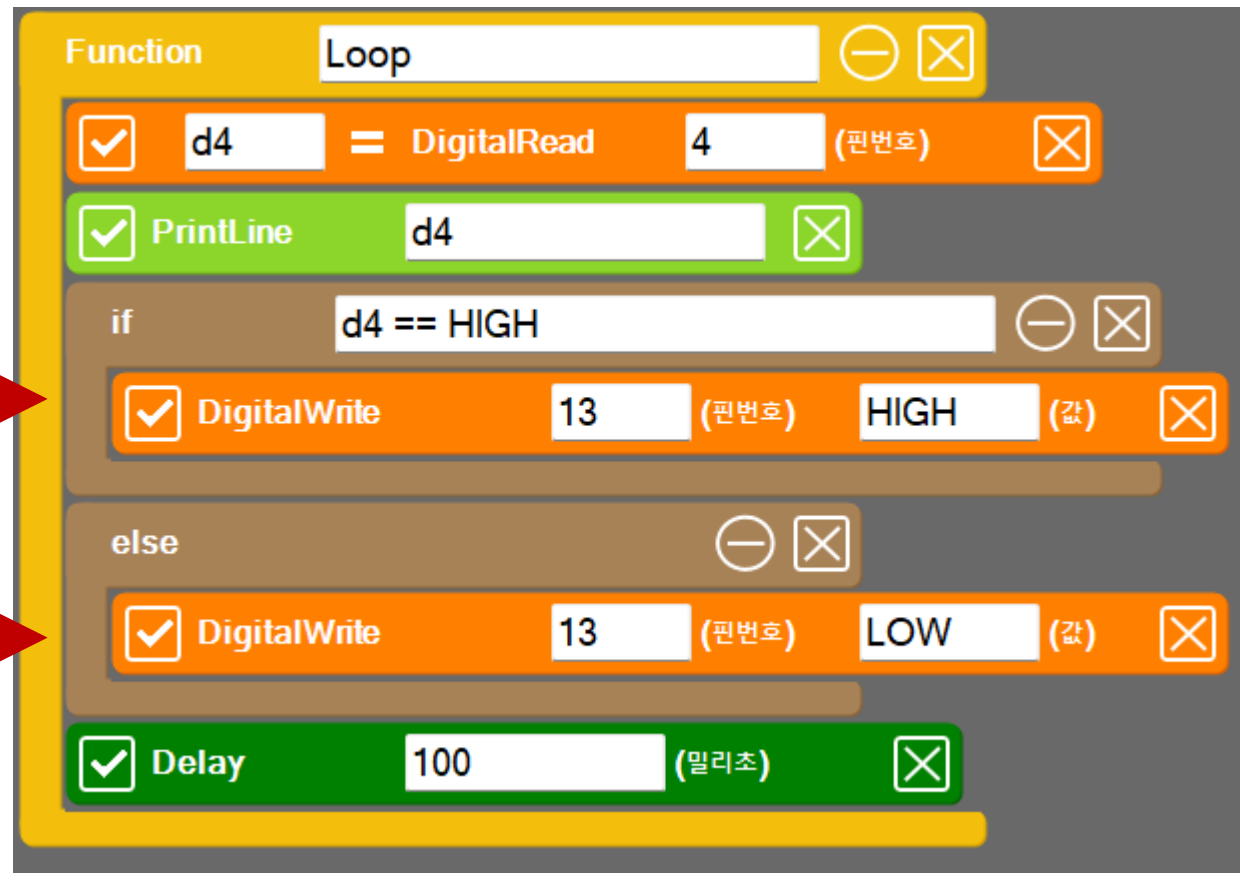 Function Loop
d4 = DigitalRead 4 (핀번호)
PrintLine d4
if d4 == HIGH
DigitalWrite 13 (핀번호) HIGH (값)
else
DigitalWrite 13 (핀번호) LOW (값)
Delay 100 (밀리초)